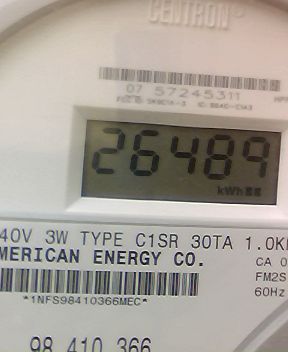 CENTRON®
07 57245311
26489
kWh
40V 3W TYPE C1SR 30TA 1.0K
MERICAN ENERGY CO.
CA 0
FM2S
*1NFS98410366MEC*
60Hz
98 410 366